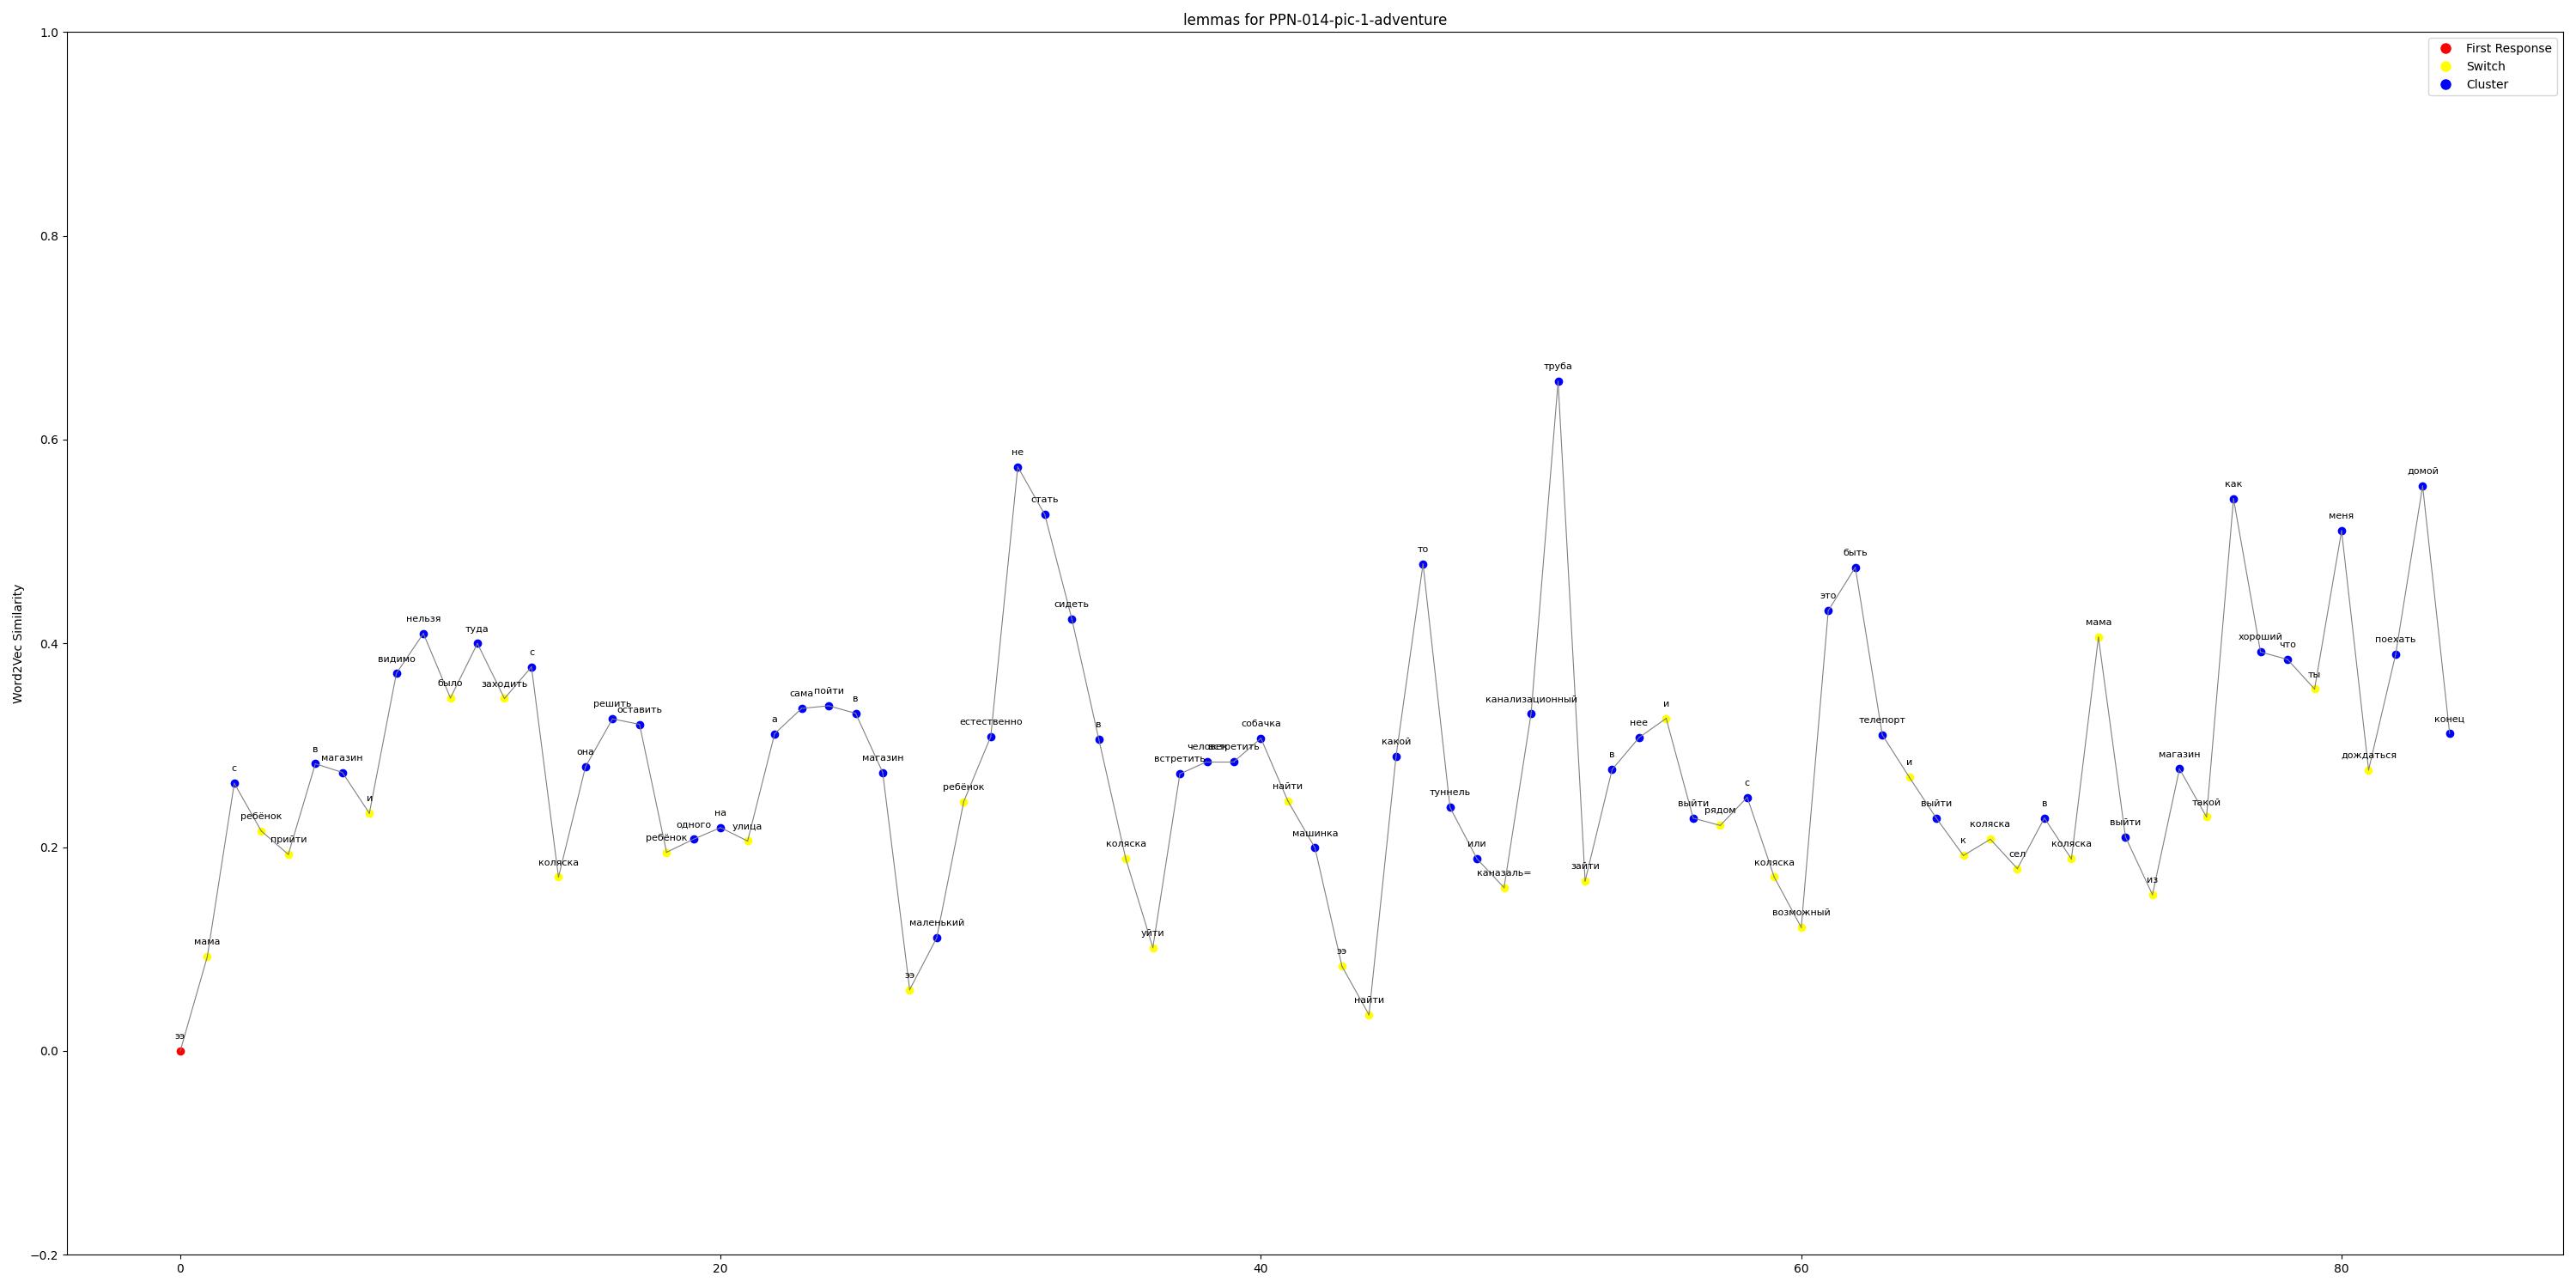 lemmas for PPN-014-pic-1-adventure
First Response
Switch
Cluster
Word2Vec Similarity
1.0
0.8
0.6
0.4
0.2
0.0
−0.2
0
20
40
60
80
ээ
мама
с
ребёнок
прийти
в
магазин
и
видимо
нельзя
было
туда
заходить
с
коляска
она
решить
оставить
ребёнок
одного
на
улица
а
сама
пойти
в
магазин
ээ
маленький
ребёнок
естественно
не
стать
сидеть
в
коляска
уйти
встретить
человек
встретить
собачка
найти
машинка
ээ
найти
какой
то
туннель
или
каназаль=
канализационный
труба
зайти
в
нее
и
выйти
рядом
с
коляска
возможный
это
быть
телепорт
и
выйти
к
коляска
сел
в
коляска
мама
выйти
из
магазин
такой
как
хороший
что
ты
меня
дождаться
поехать
домой
конец